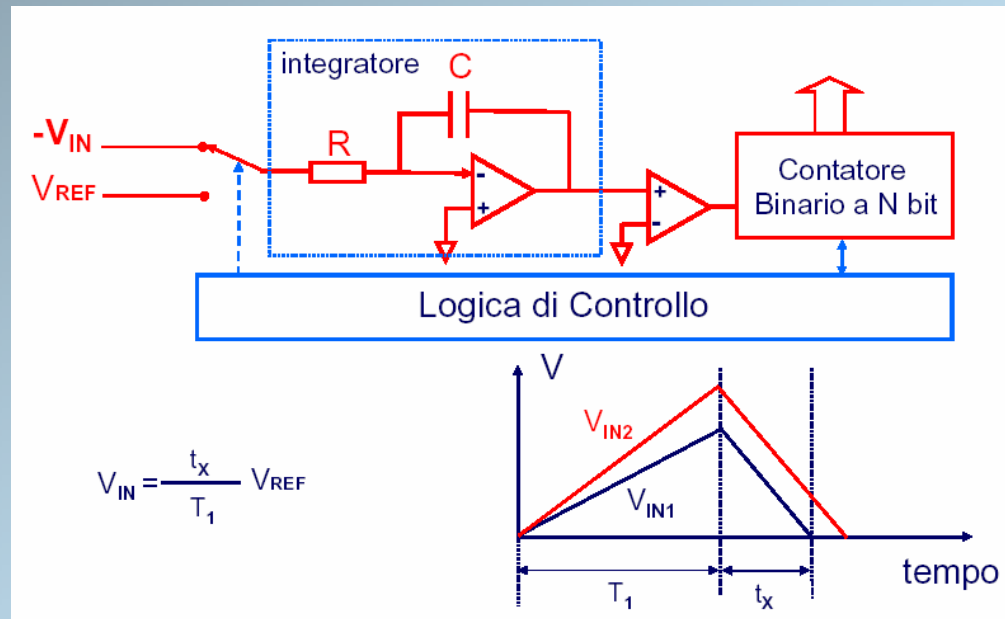 integratore
C
-VIN
R
VREF
-
+
+
-
Contatore
Binario a N bit
Logica di Controllo
V
VIN2
VIN1
VIN = tx / T1 VREF
tempo
T1
tx